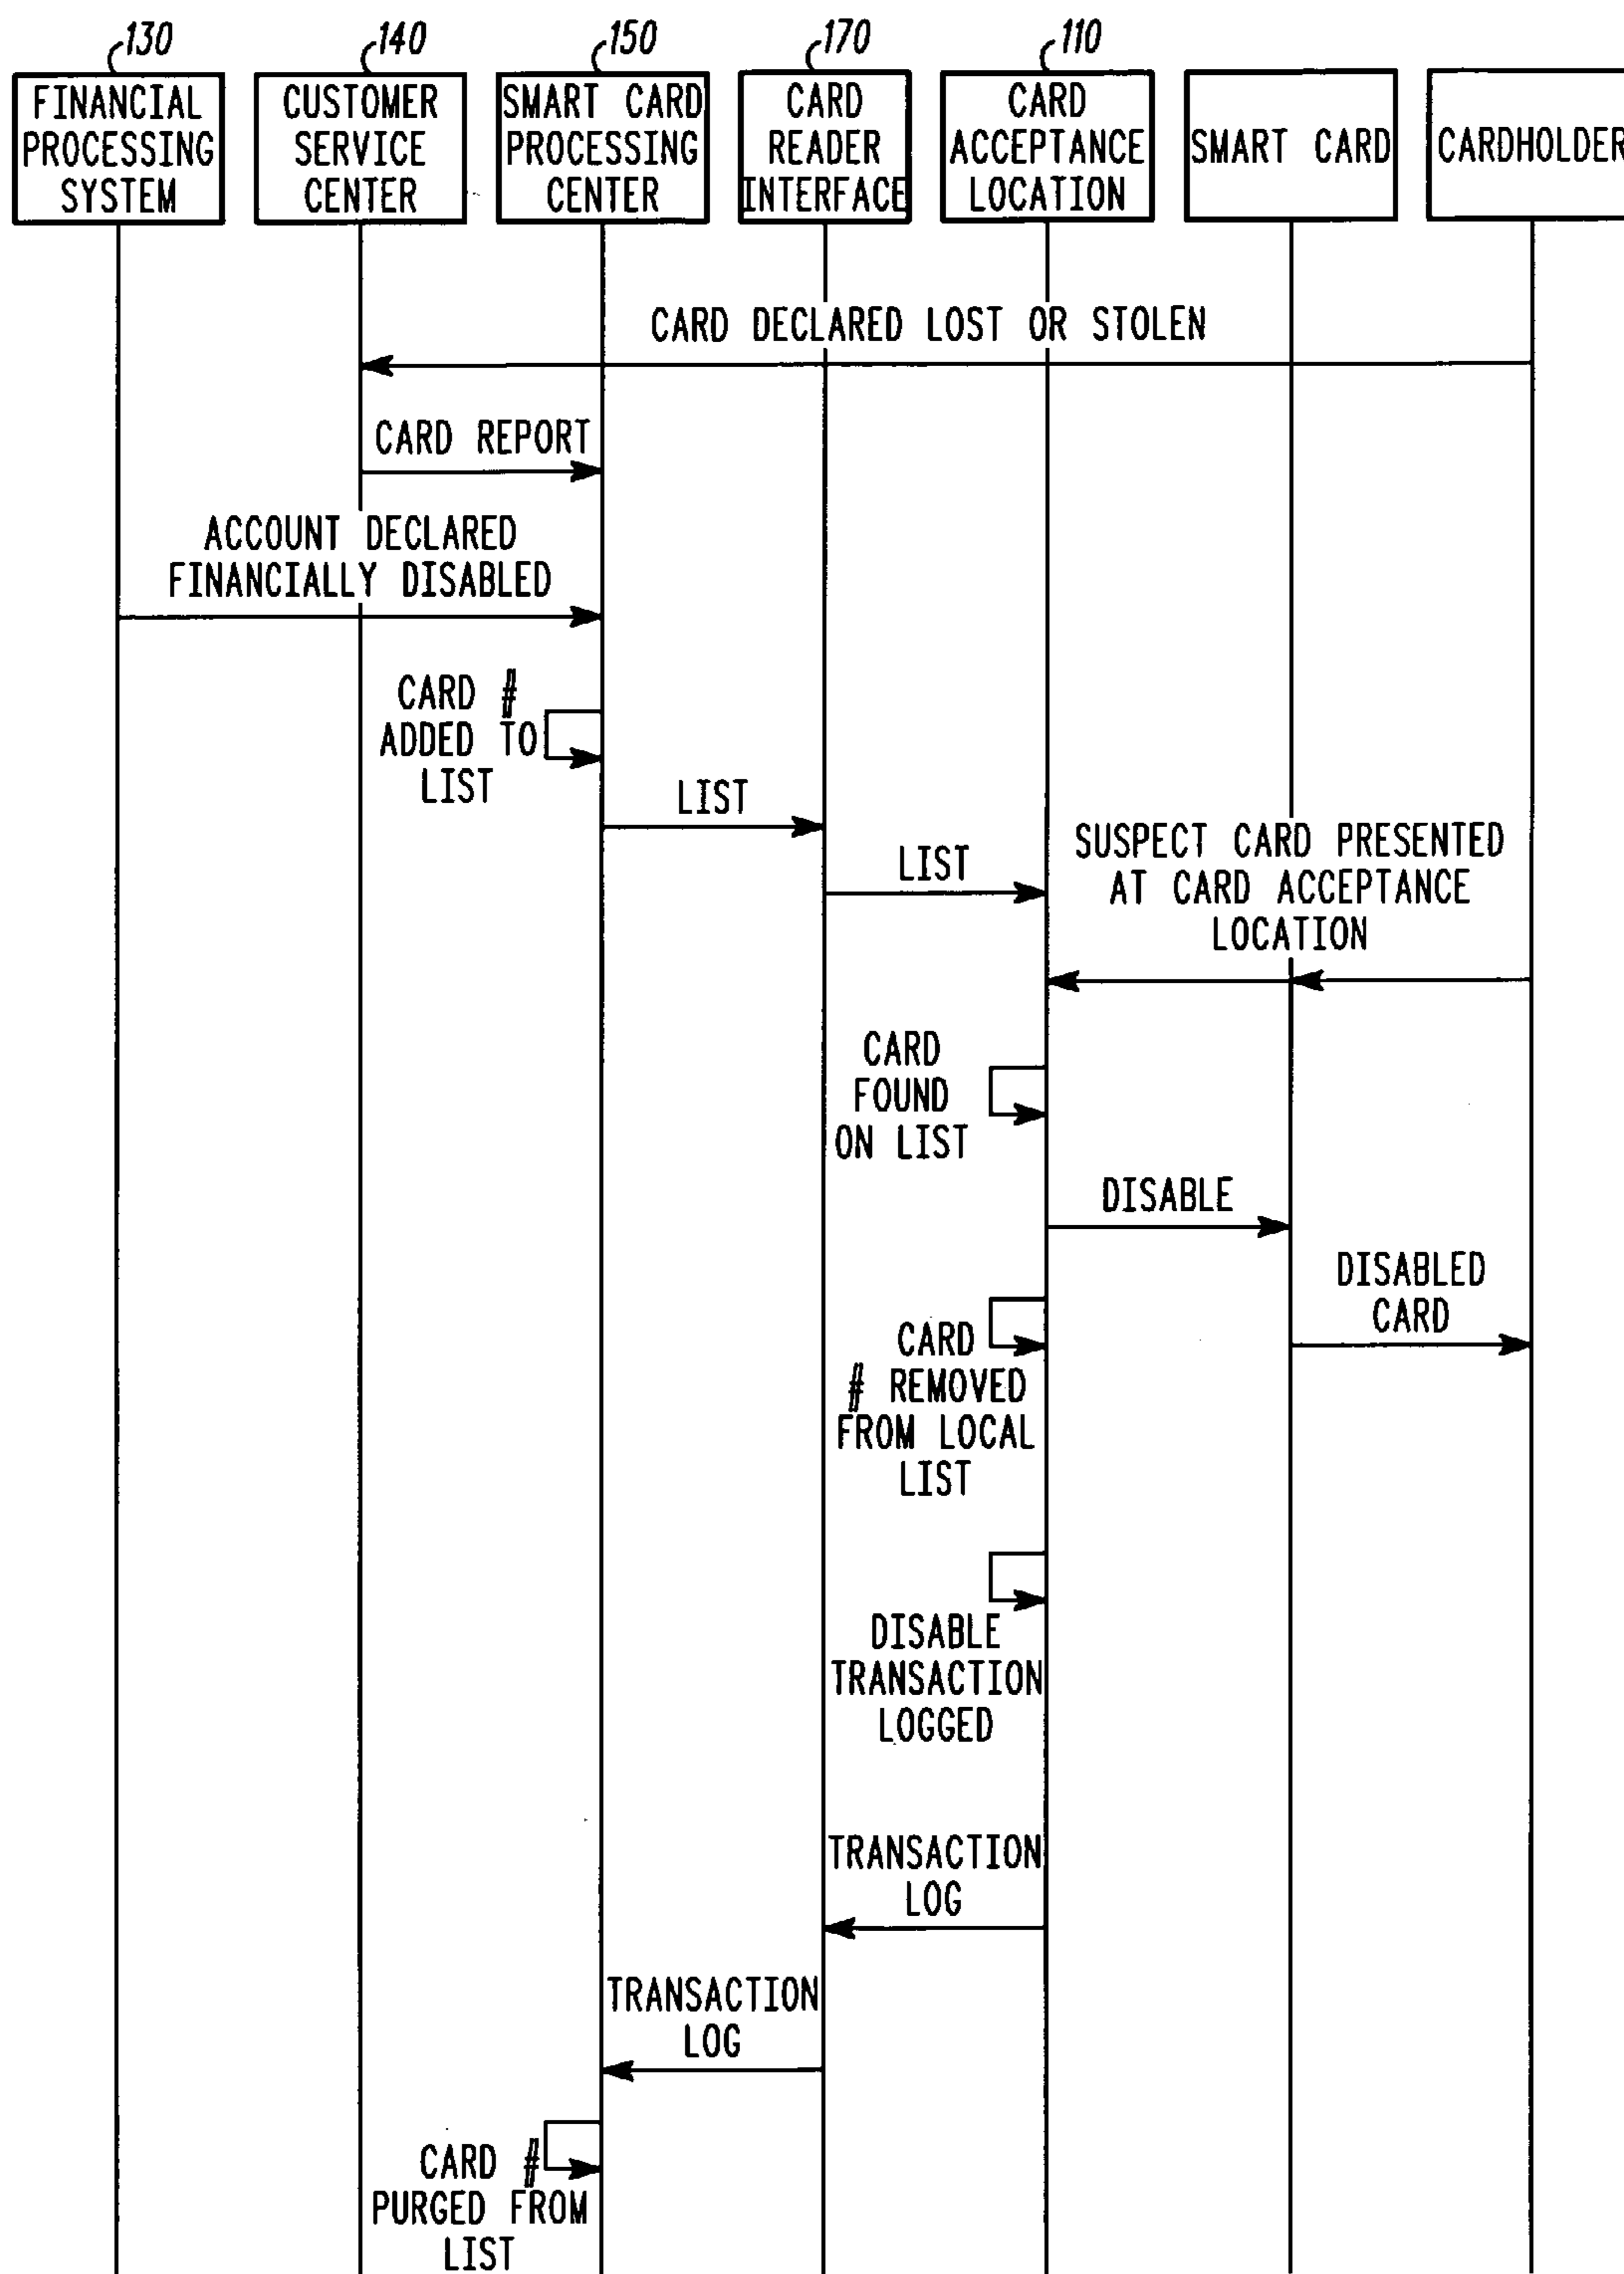 130
140
150
170
110
FINANCIAL
PROCESSING
SYSTEM
CUSTOMER
SERVICE
CENTER
SMART CARD
PROCESSING
CENTER
CARD
READER
INTERFACE
CARD
ACCEPTANCE
LOCATION
SMART CARD
CARDHOLDER
CARD DECLARED LOST OR STOLEN
CARD REPORT
ACCOUNT DECLARED
FINANCIALLY DISABLED
CARD #
ADDED TO
LIST
LIST
LIST
SUSPECT CARD PRESENTED
AT CARD ACCEPTANCE
LOCATION
CARD
FOUND
ON LIST
DISABLE
DISABLED
CARD
CARD
# REMOVED
FROM LOCAL
LIST
DISABLE
TRANSACTION
LOGGED
TRANSACTION
LOG
TRANSACTION
LOG
CARD #
PURGED FROM
LIST